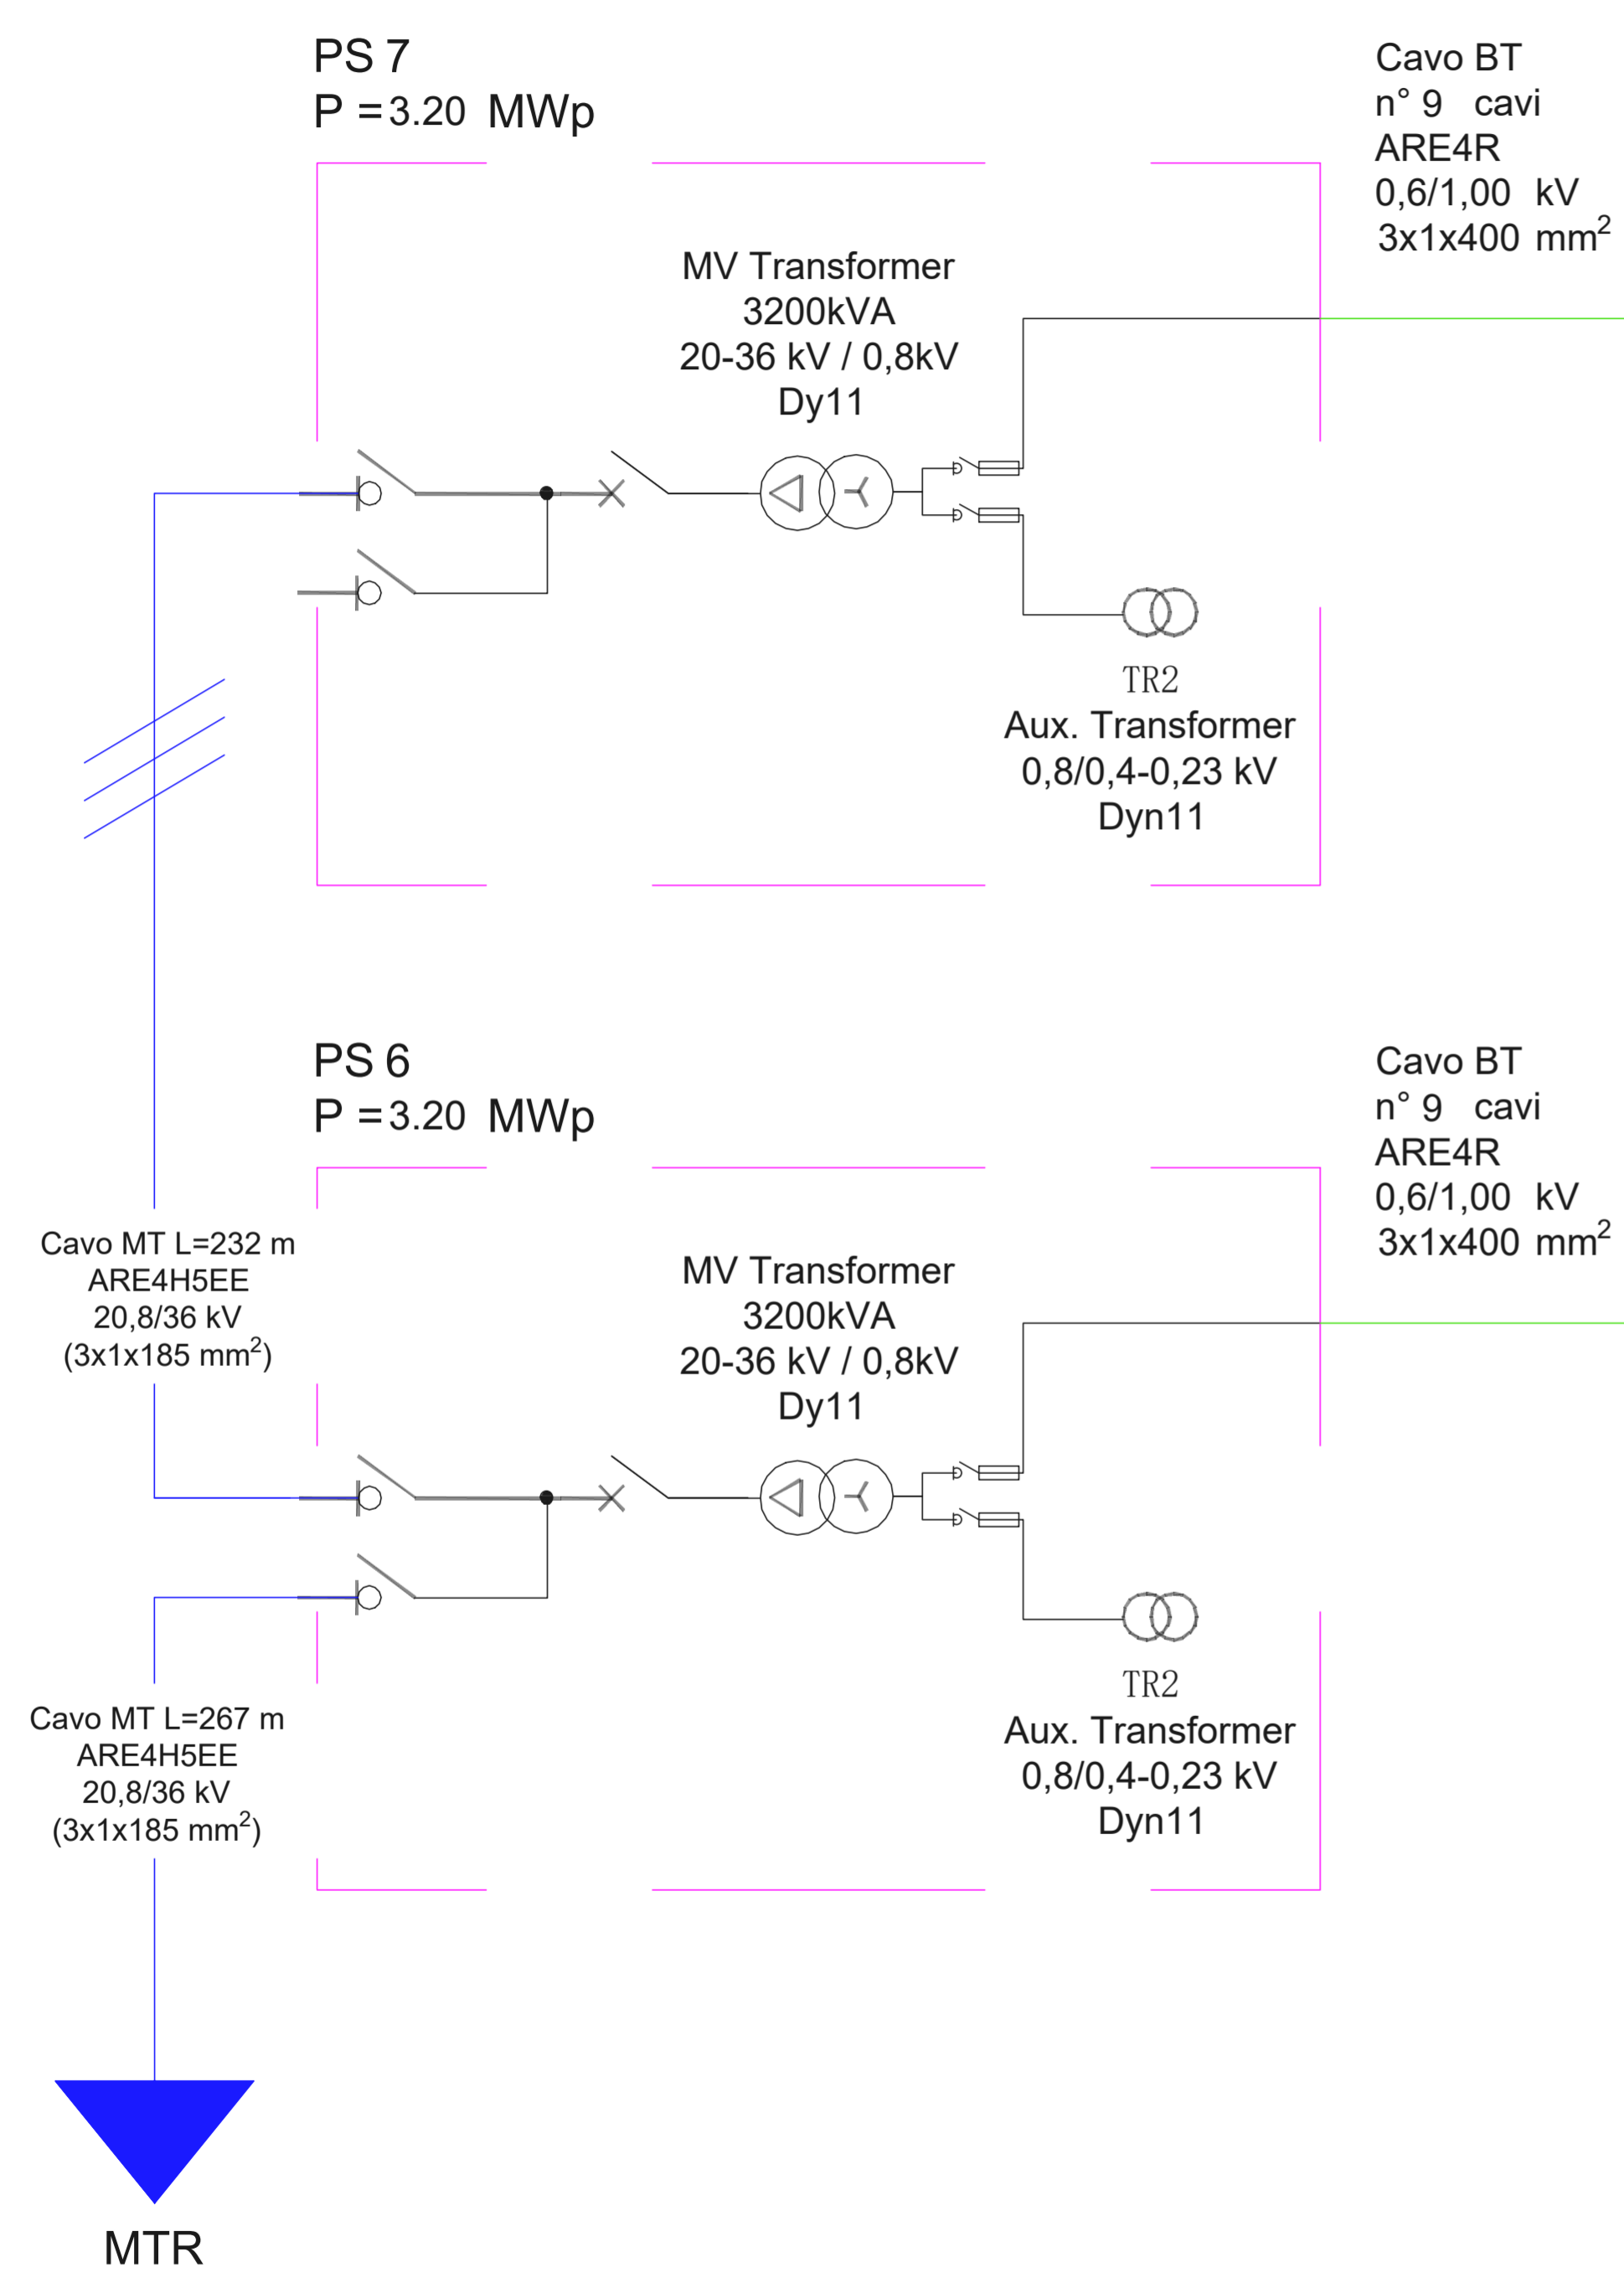 PS 7
P = 3.20 MWp
Cavo BT
n° 9 cavi
ARE4R
0,6/1,00 kV
3x1x400 mm²
MV Transformer
3200kVA
20-36 kV / 0,8kV
Dy11
TR2
Aux. Transformer
0,8/0,4-0,23 kV
Dyn11
PS 6
P = 3.20 MWp
Cavo BT
n° 9 cavi
ARE4R
0,6/1,00 kV
3x1x400 mm²
Cavo MT L=232 m
ARE4H5EE
20,8/36 kV
(3x1x185 mm²)
MV Transformer
3200kVA
20-36 kV / 0,8kV
Dy11
TR2
Aux. Transformer
0,8/0,4-0,23 kV
Dyn11
Cavo MT L=267 m
ARE4H5EE
20,8/36 kV
(3x1x185 mm²)
MTR